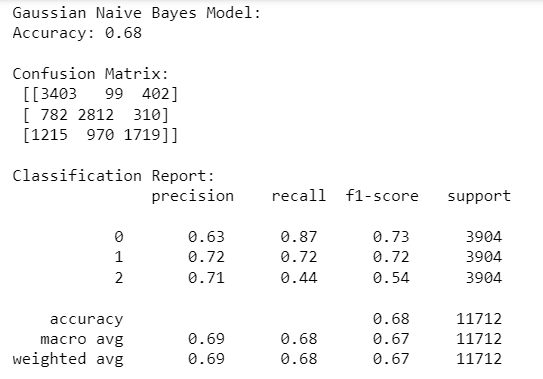 Gaussian Naive Bayes Model:
Accuracy: 0.68
Confusion Matrix:
[[3403 99 402]
[ 782 2812 310]
[1215 970 1719]]
Classification Report:
precision recall f1-score support
0 0.63 0.87 0.73 3904
1 0.72 0.72 0.72 3904
2 0.71 0.44 0.54 3904
accuracy 0.68 11712
macro avg 0.69 0.68 0.67 11712
weighted avg 0.69 0.68 0.67 11712